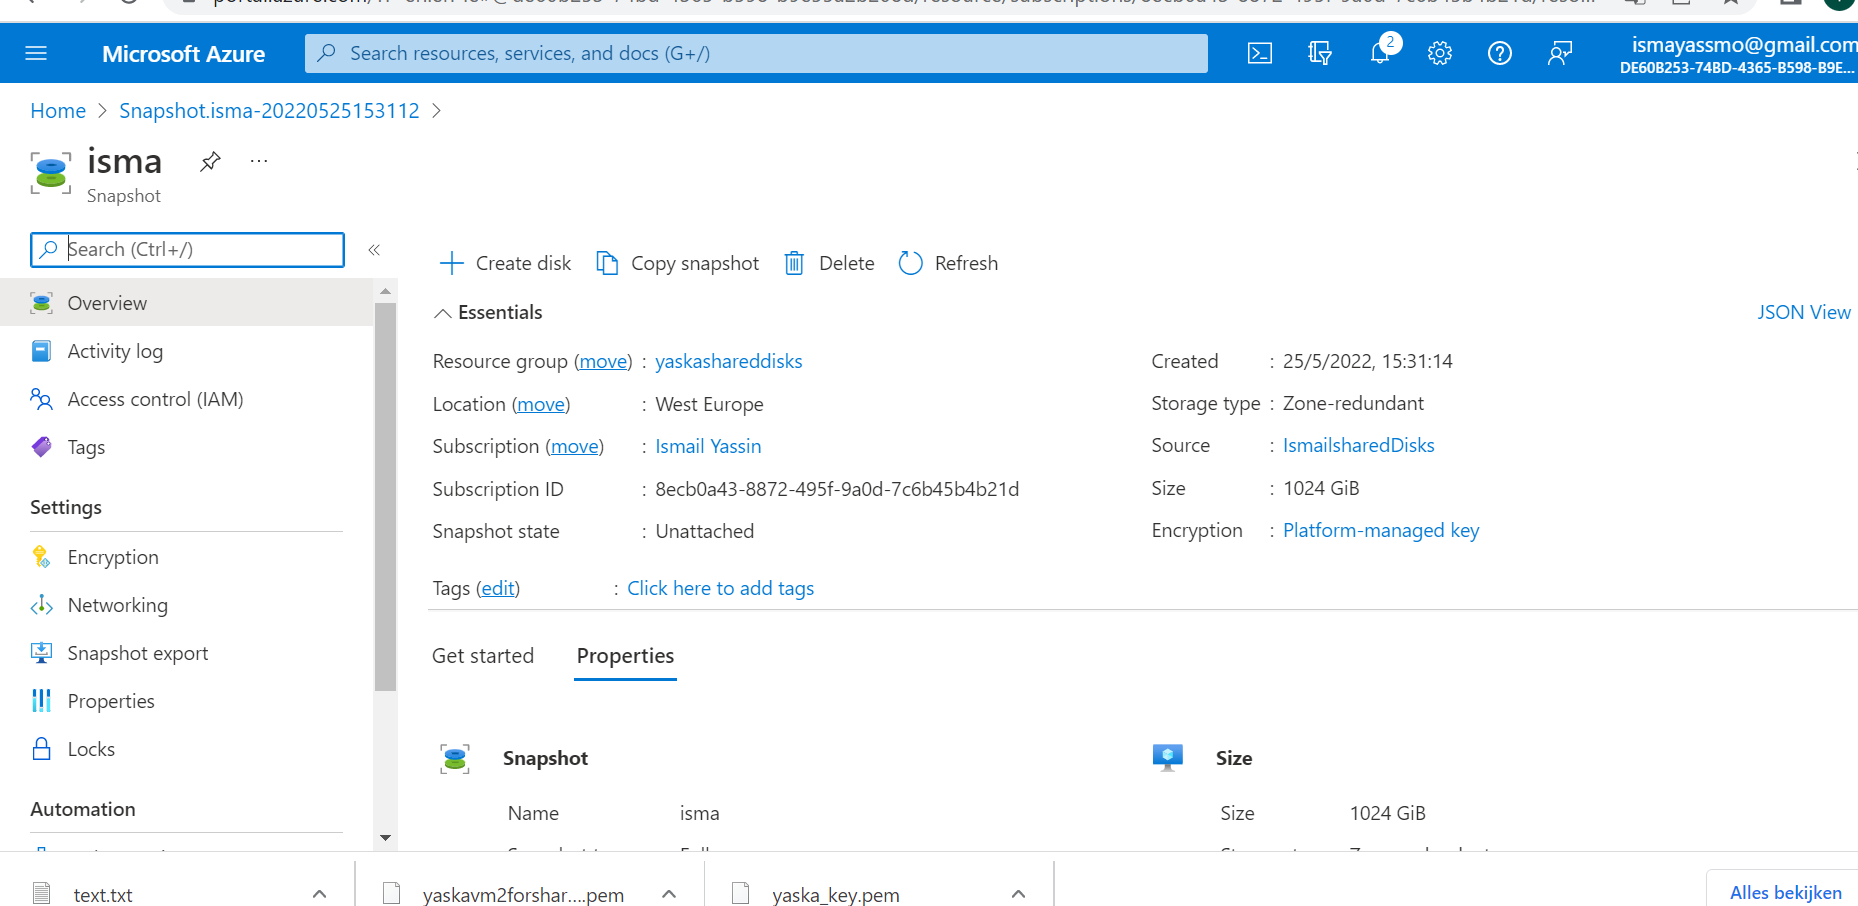 Microsoft Azure
Search resources, services, and docs (G+/)
2
ismayassmo@gmail.com
DE60B253-74BD-4365-B598-B9E...
Home > Snapshot.isma-20220525153112 >
isma
...
Snapshot
Search (Ctrl+/)
«
Create disk
Copy snapshot
Delete
Refresh
Overview
Activity log
Access control (IAM)
Tags
Settings
Encryption
Networking
Snapshot export
Properties
Locks
Automation
Essentials
JSON View
Resource group (move) : yaskashareddisks
Location (move) : West Europe
Subscription (move) : Ismail Yassin
Subscription ID : 8ecb0a43-8872-495f-9a0d-7c6b45b4b21d
Snapshot state : Unattached
Created : 25/5/2022, 15:31:14
Storage type : Zone-redundant
Source : IsmailsharedDisks
Size : 1024 GiB
Encryption : Platform-managed key
Tags (edit) : Click here to add tags
Get started
Properties
Snapshot
Name isma
Size
Size 1024 GiB
text.txt
yaskavm2forshar....pem
yaska_key.pem
Alles bekijken